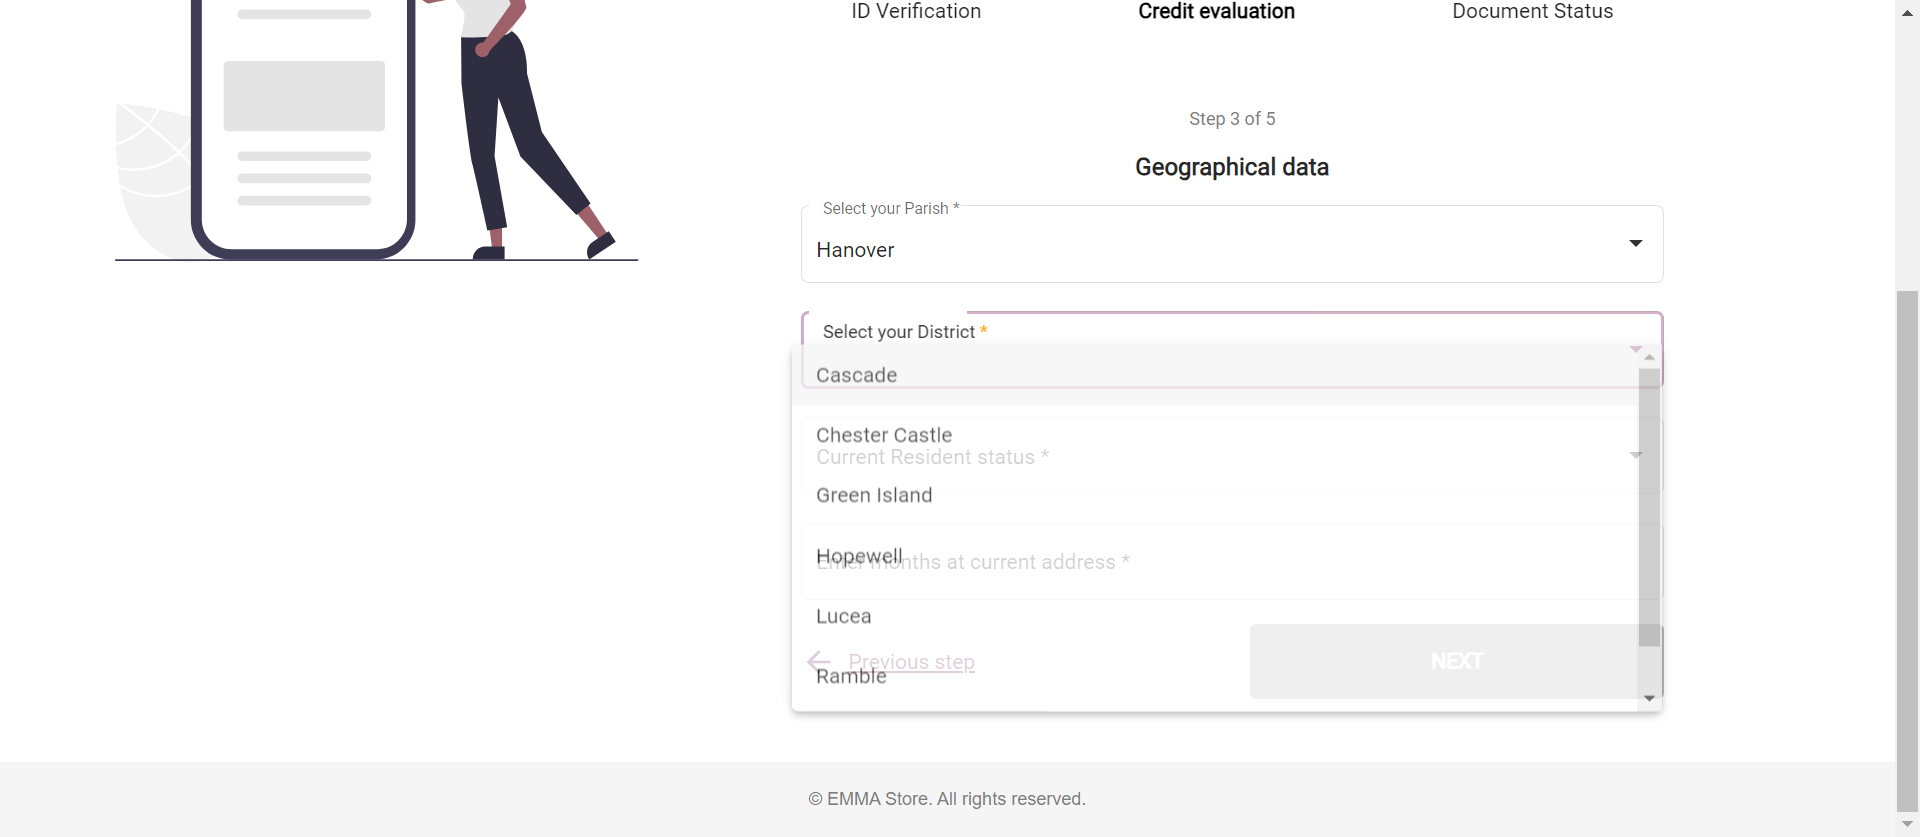 ID Verification
Credit evaluation
Document Status
Step 3 of 5
Geographical data
Select your Parish *
Hanover
Select your District *
Cascade
Chester Castle
Current Resident status *
Green Island
Hopewell
Enter months at current address *
Lucea
Previous step
NEXT
Ramble
© EMMA Store. All rights reserved.